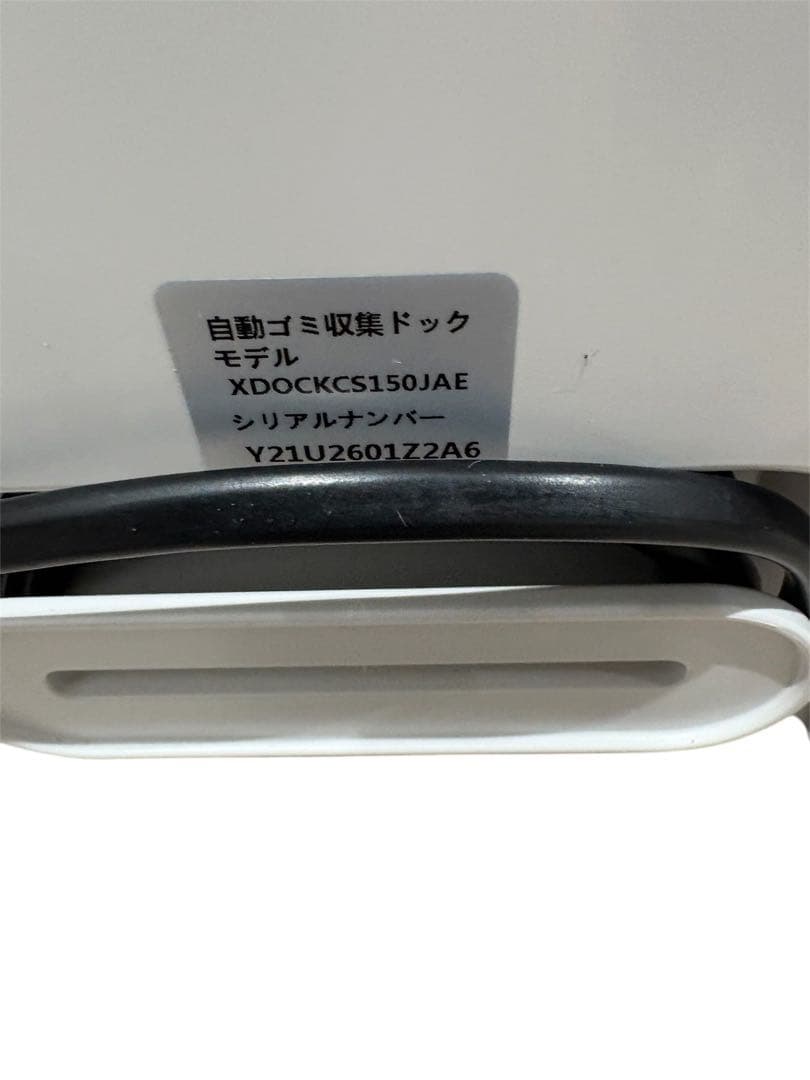 自動ゴミ収集ドック
モデル
XDOCKCS150JAE
シリアルナンバー
Y21U2601Z2A6